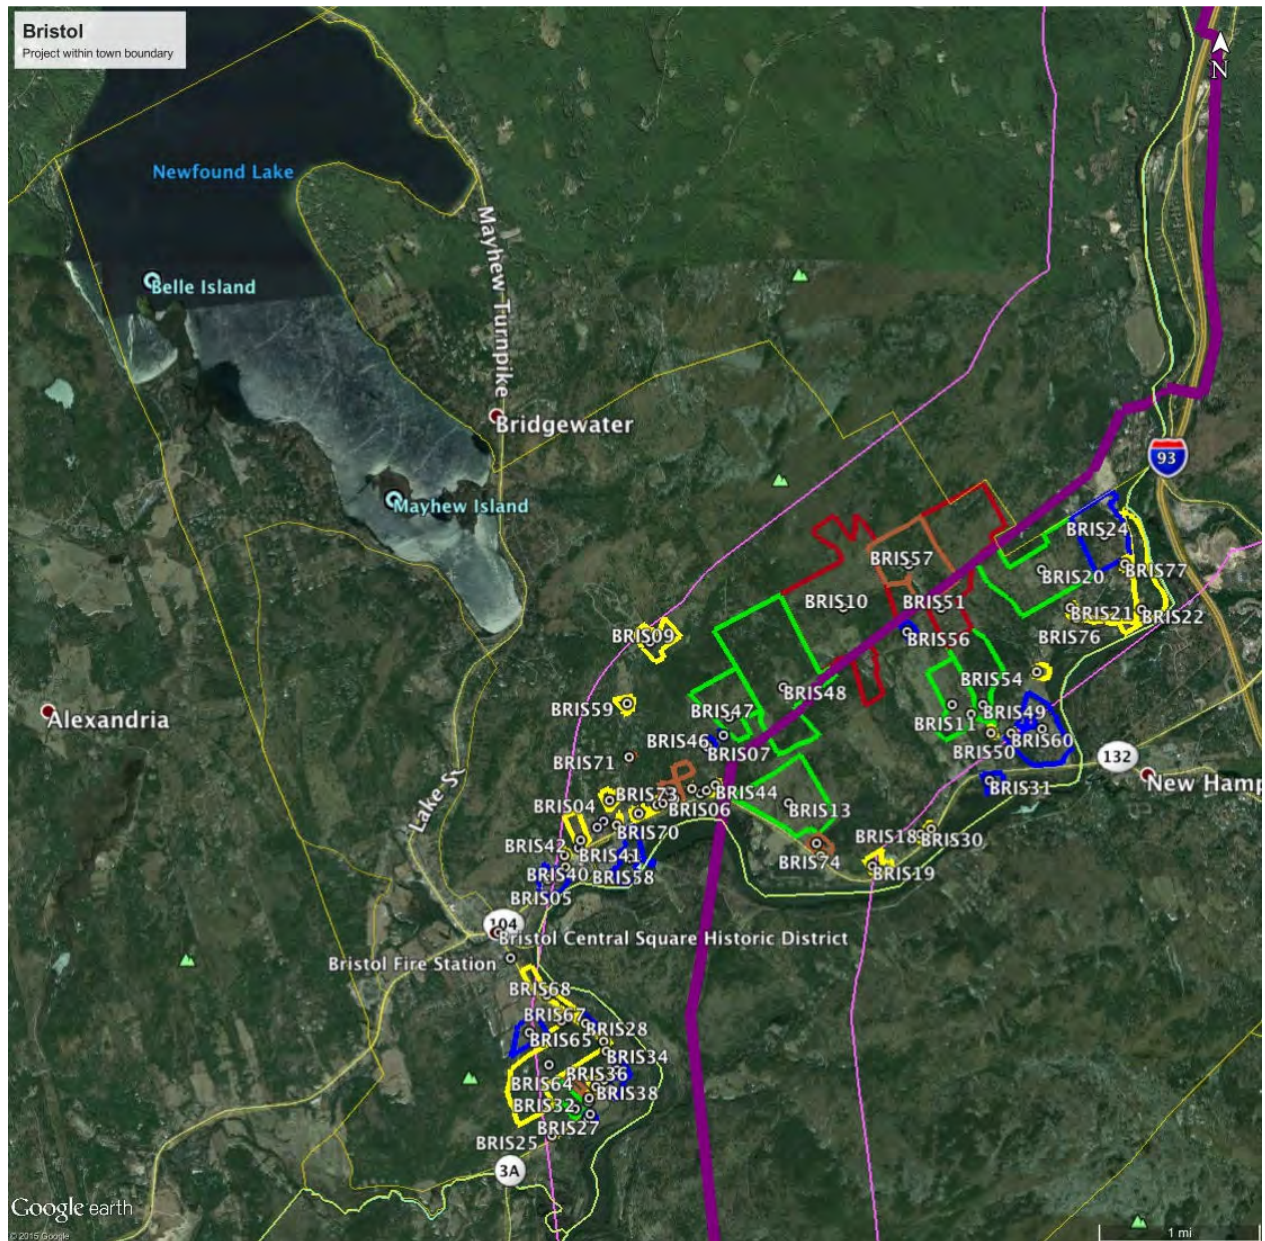 Bristol
Project within town boundary
N
Newfound Lake
Mayhew Turnpike
Belle Island
Bridgewater
93
Mayhew Island
BRIS24
BRIS57
BRIS20
BRIS77
BRIS10
BRIS51
BRIS21
BRIS22
BRIS09
BRIS56
BRIS76
BRIS54
BRIS48
BRIS59
BRIS47
BRIS11
BRIS49
Alexandria
BRIS46
BRIS07
BRIS50
BRIS60
BRIS71
132
New Hamp
BRIS44
BRIS31
BRIS73
BRIS04
BRIS06
BRIS13
Lake St
BRIS70
BRIS18
BRIS30
BRIS42
BRIS41
BRIS74
BRIS40
BRIS58
BRIS19
BRIS05
104
Bristol Central Square Historic District
Bristol Fire Station
BRIS68
BRIS67
BRIS28
BRIS65
BRIS34
BRIS36
BRIS64
BRIS38
BRIS32
BRIS27
BRIS25
3A
Google earth
© 2015 Google
1 mi